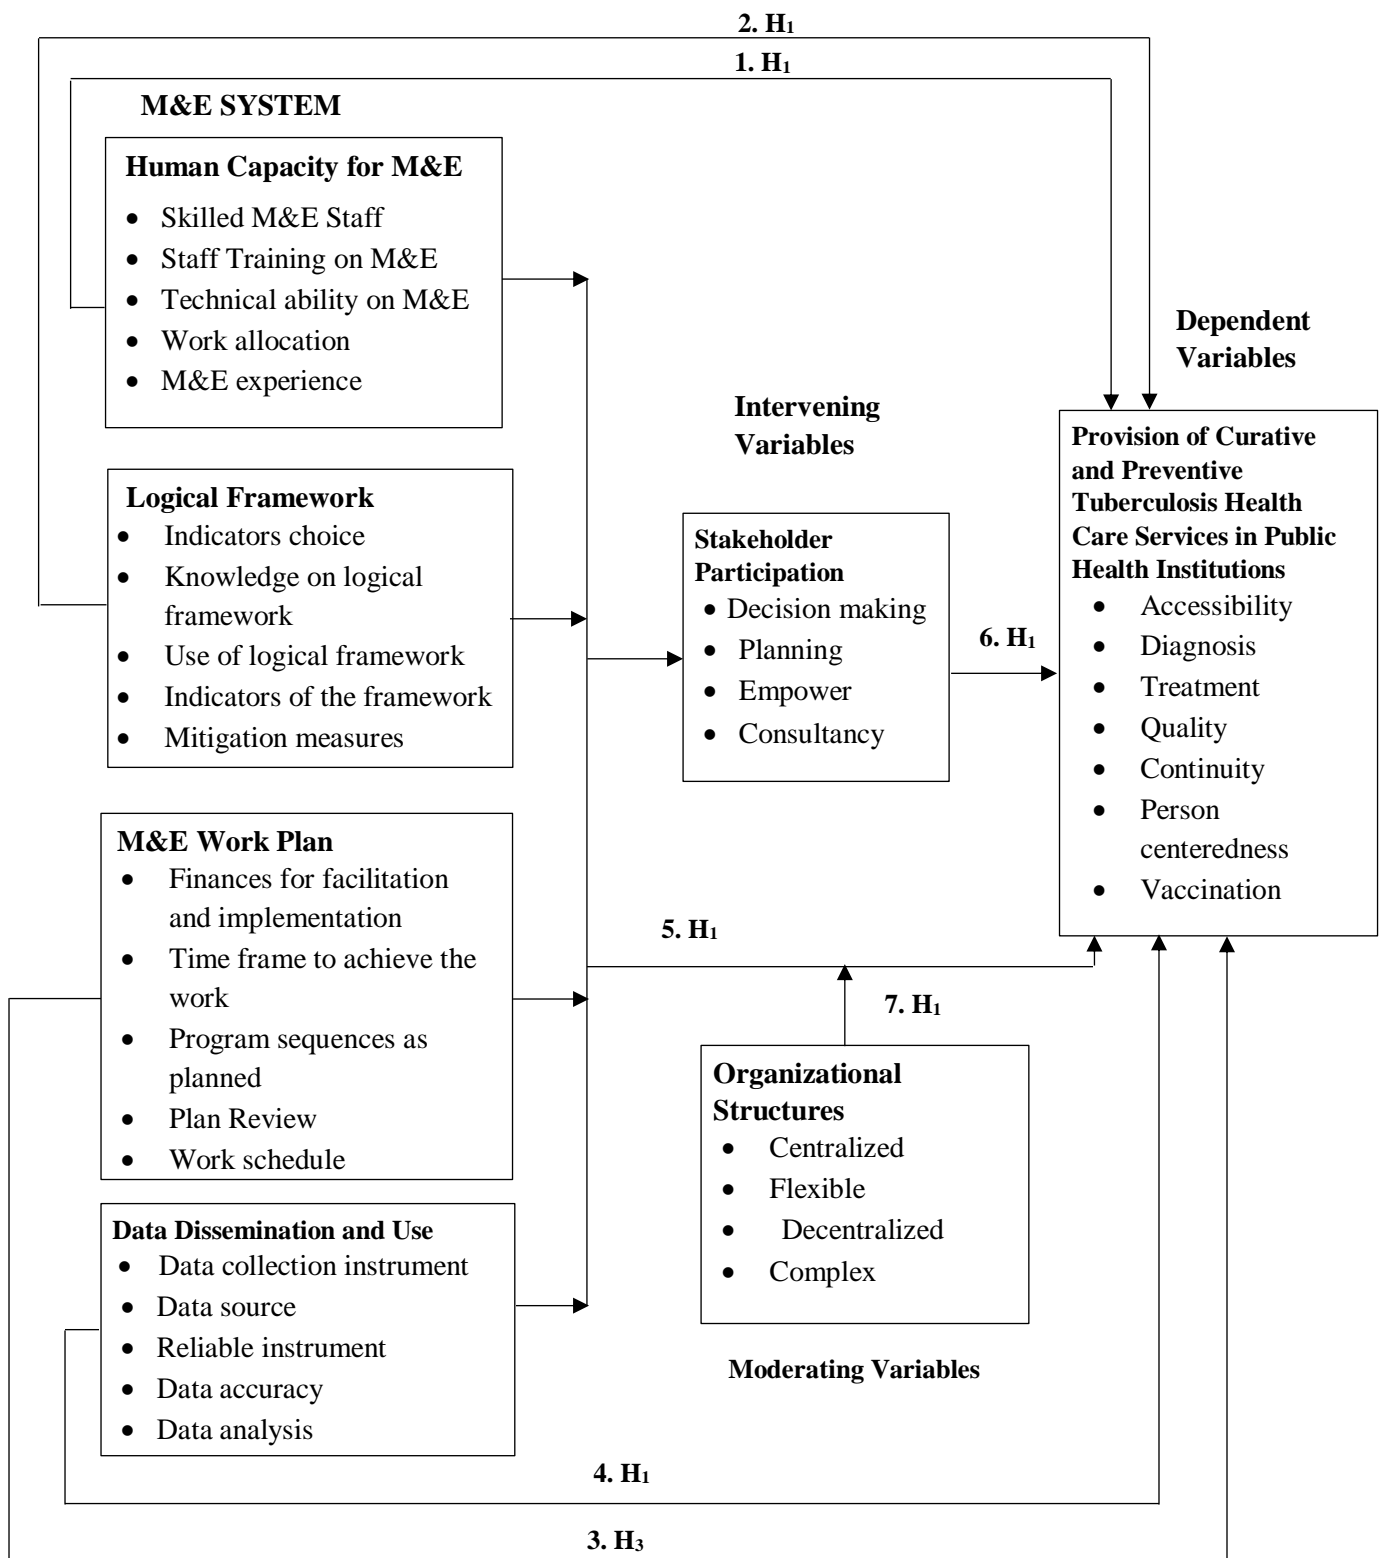 2. H₁
1. H₁
M&E SYSTEM
Human Capacity for M&E
• Skilled M&E Staff
• Staff Training on M&E
• Technical ability on M&E
• Work allocation
• M&E experience
Logical Framework
• Indicators choice
• Knowledge on logical
framework
• Use of logical framework
• Indicators of the framework
• Mitigation measures
M&E Work Plan
• Finances for facilitation
and implementation
• Time frame to achieve the
work
• Program sequences as
planned
• Plan Review
• Work schedule
Data Dissemination and Use
• Data collection instrument
• Data source
• Reliable instrument
• Data accuracy
• Data analysis
Intervening
Variables
Stakeholder
Participation
• Decision making
• Planning
• Empower
• Consultancy
6. H₁
5. H₁
7. H₁
Organizational
Structures
• Centralized
• Flexible
• Decentralized
• Complex
Moderating Variables
Dependent
Variables
Provision of Curative
and Preventive
Tuberculosis Health
Care Services in Public
Health Institutions
• Accessibility
• Diagnosis
• Treatment
• Quality
• Continuity
• Person
centeredness
• Vaccination
4. H₁
3. H₃